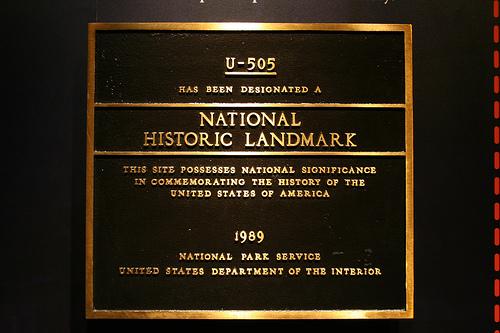 U-505
HAS BEEN DESIGNATED A
NATIONAL
HISTORIC LANDMARK
THIS SITE POSSESSES NATIONAL SIGNIFICANCE
IN COMMEMORATING THE HISTORY OF THE
UNITED STATES OF AMERICA
1989
NATIONAL PARK SERVICE
UNITED STATES DEPARTMENT OF THE INTERIOR